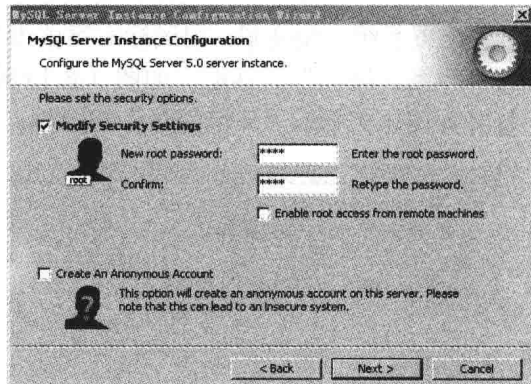 MySQL Server Instance Configuration Wizard
MySQL Server Instance Configuration
Configure the MySQL Server 5.0 server instance.
Please set the security options.
Modify Security Settings
New root password: **** Enter the root password.
root
Confirm: **** Retype the password.
Enable root access from remote machines
Create An Anonymous Account
This option will create an anonymous account on this server. Please
note that this can lead to an insecure system.
< Back Next > Cancel